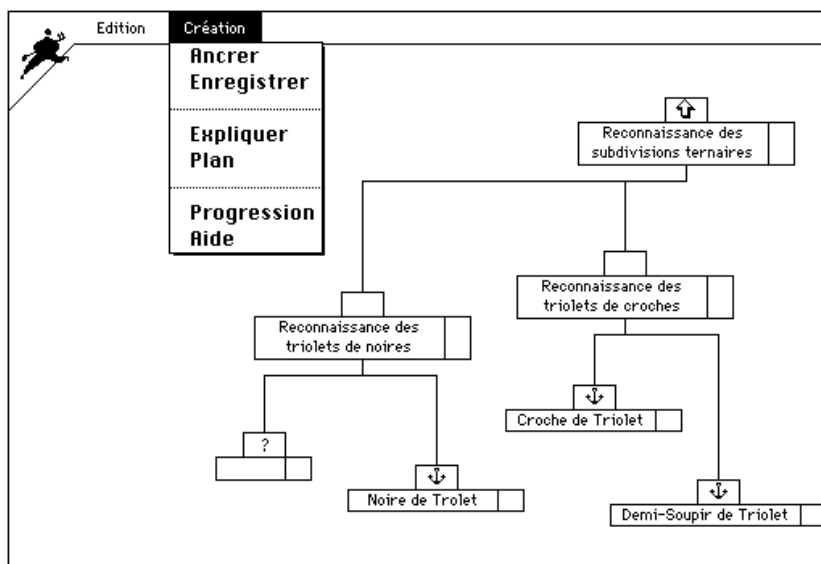 Edition Création
Ancrer
Enregistrer
Expliquer
Plan
Progression
Aide
Reconnaissance des
subdivisions ternaires
Reconnaissance des
triolets de croches
Reconnaissance des
triolets de noires
Croche de Triolet
?
Noire de Trolet
Demi-Soupir de Triolet